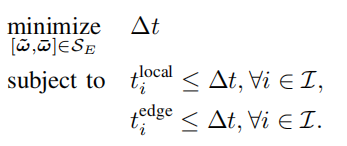 minimize Δt
[ω̃,ω̄]∈S_E
subject to t_i^local ≤ Δt, ∀i ∈ I,
t_i^edge ≤ Δt, ∀i ∈ I.